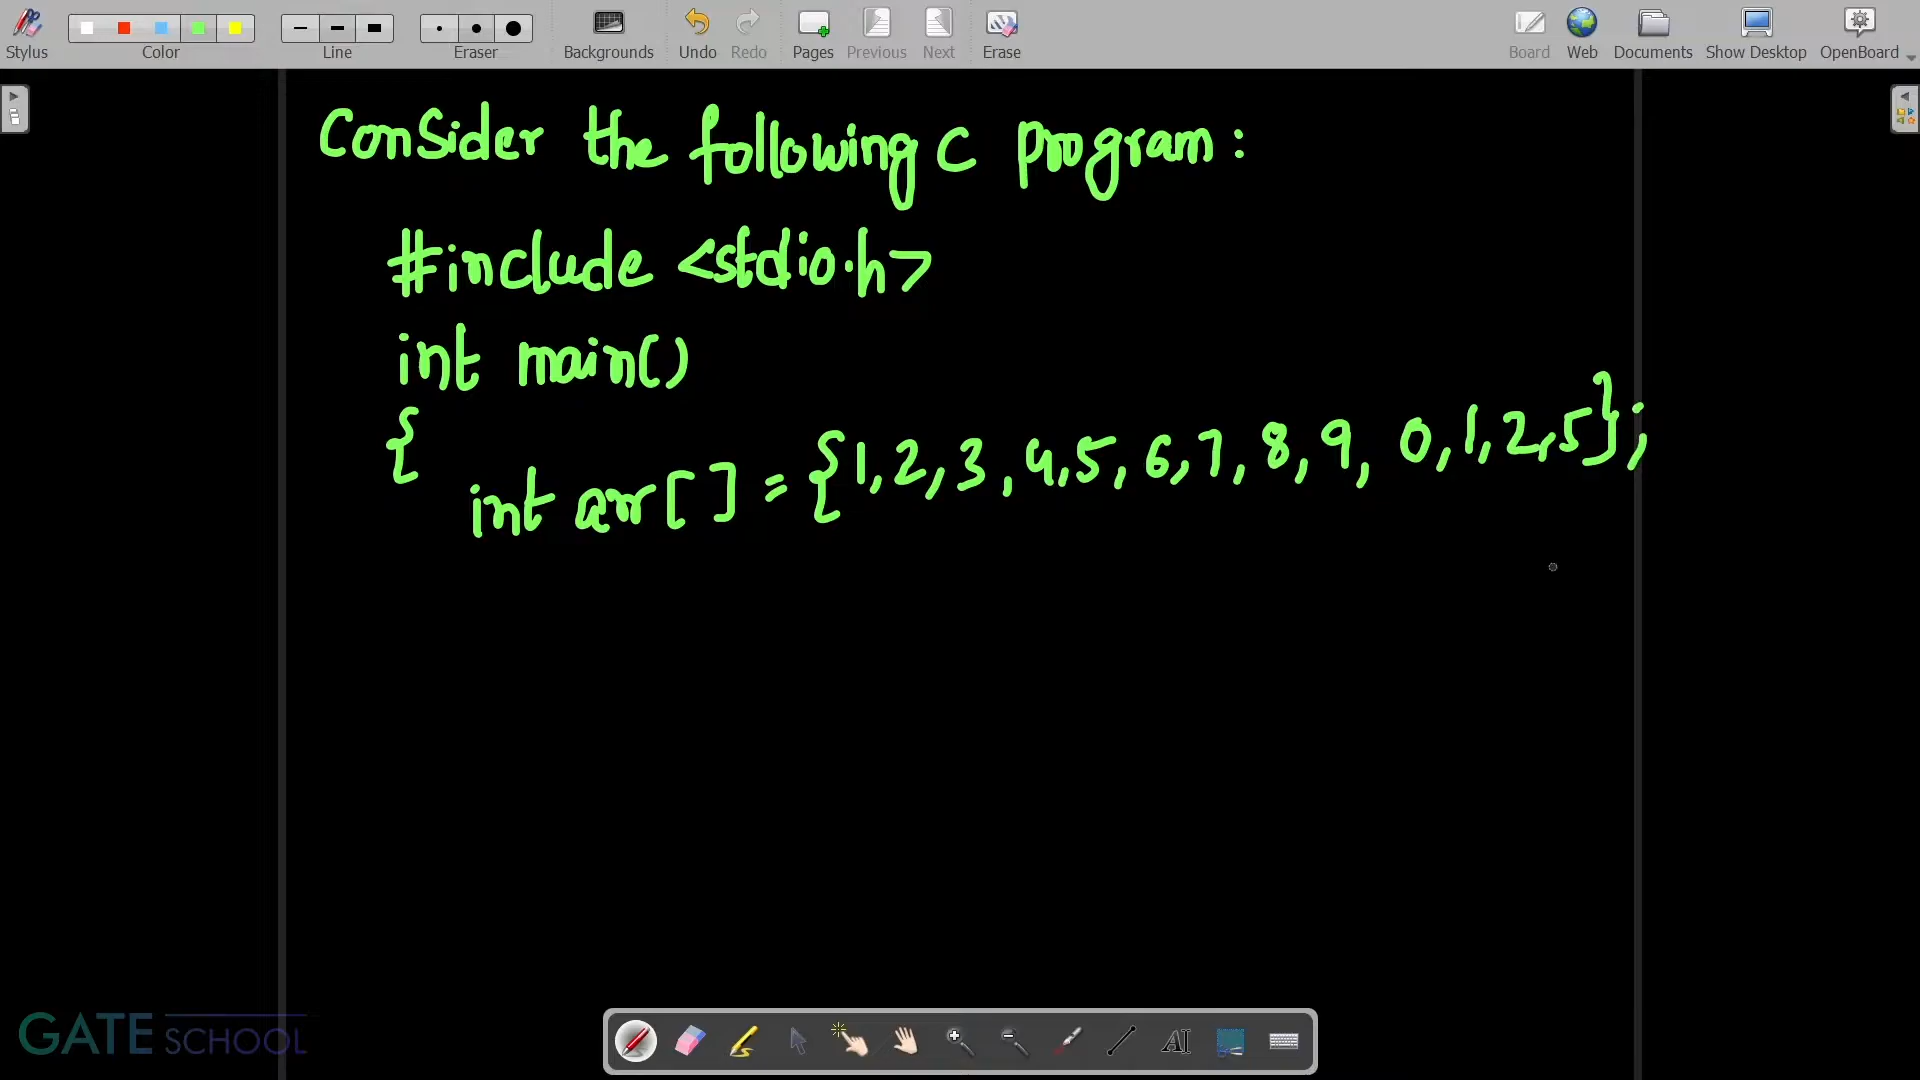 Stylus Color Line Eraser Backgrounds Undo Redo Pages Previous Next Erase Board Web Documents Show Desktop OpenBoard
Consider the following C program:
#include <stdio.h>
int main()
{
int arr[] = {1,2,3,4,5,6,7,8,9,0,1,2,5};
GATE SCHOOL
AI